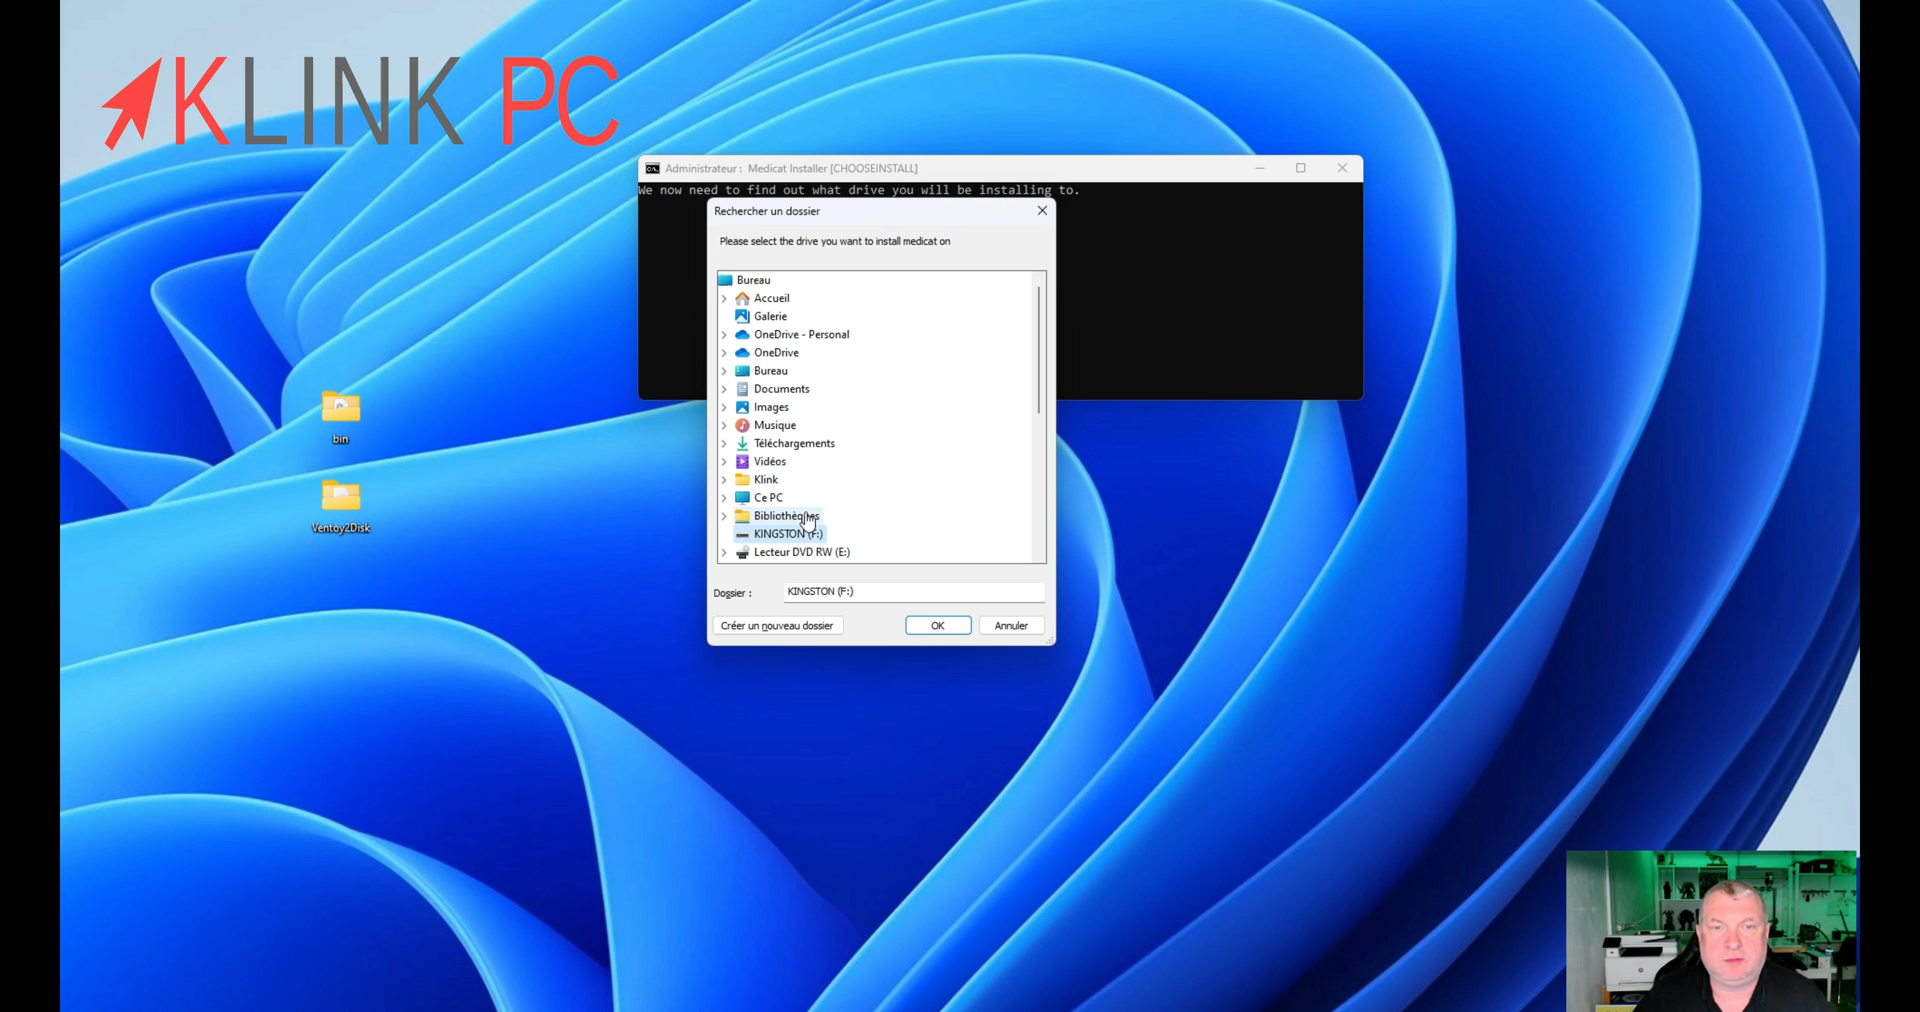 KLINK PC
Administrateur : Medicat Installer [CHOOSEINSTALL]
We now need to find out what drive you will be installing to.
Rechercher un dossier
Please select the drive you want to install medicat on
Bureau
Accueil
Galerie
OneDrive - Personal
OneDrive
Bureau
Documents
Images
Musique
Téléchargements
Vidéos
Klink
Ce PC
Bibliothèques
KINGSTON (F:)
Lecteur DVD RW (E:)
Dossier : KINGSTON (F:)
Créer un nouveau dossier OK Annuler
bin
Ventoy2Disk